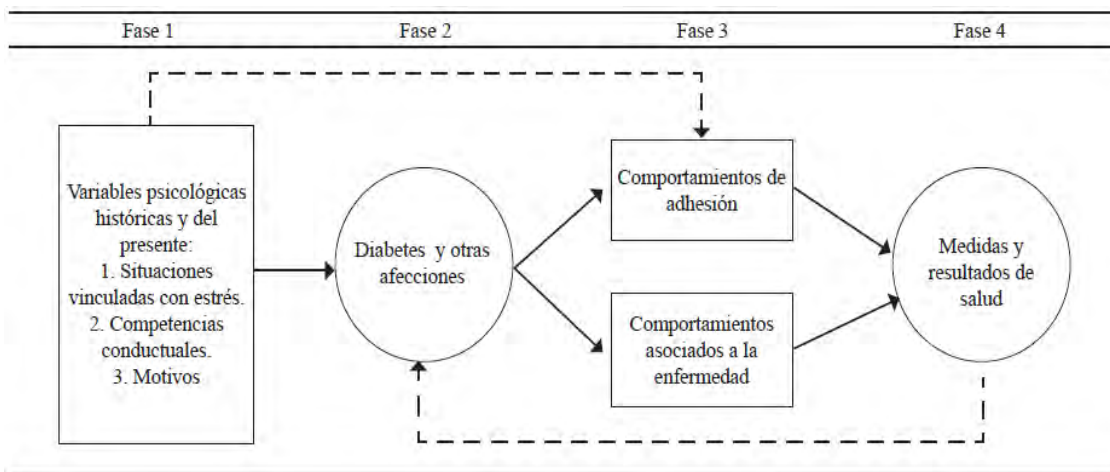 Fase 1
Fase 2
Fase 3
Fase 4
Variables psicológicas
históricas y del
presente:
1. Situaciones
vinculadas con estrés.
2. Competencias
conductuales.
3. Motivos
Diabetes y otras
afecciones
Comportamientos de
adhesión
Comportamientos
asociados a la
enfermedad
Medidas y
resultados de
salud